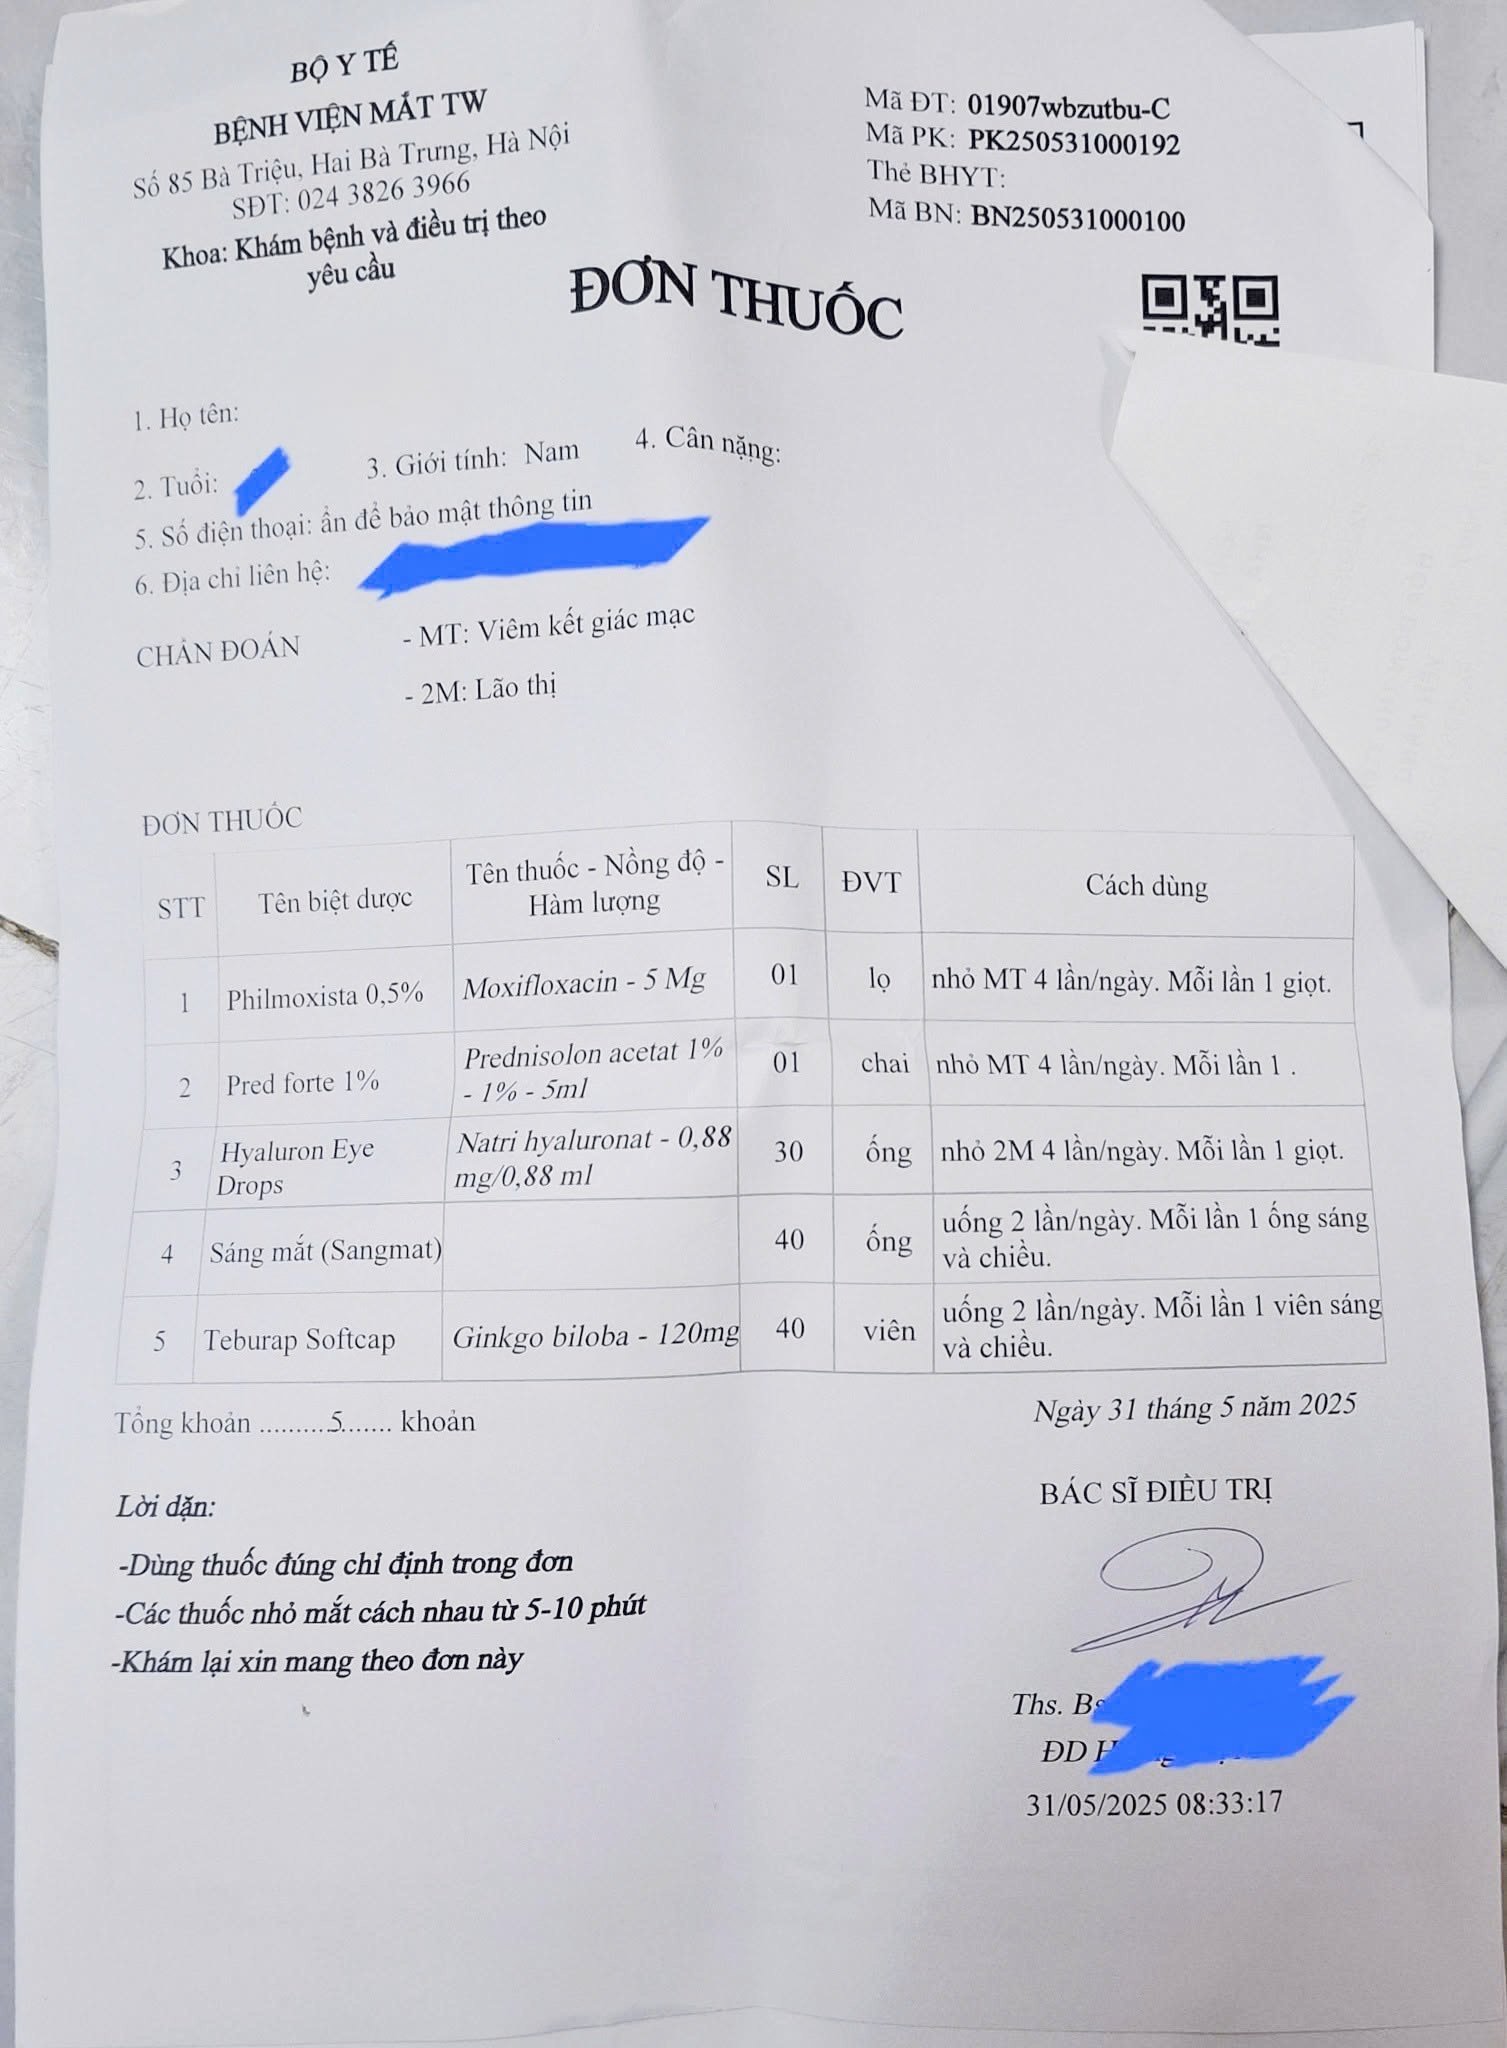 BỘ Y TẾ
BỆNH VIỆN MẮT TW
Số 85 Bà Triệu, Hai Bà Trưng, Hà Nội
SĐT: 024 3826 3966
Khoa: Khám bệnh và điều trị theo
yêu cầu
Mã ĐT: 01907wbzutbu-C
Mã PK: PK250531000192
Thẻ BHYT:
Mã BN: BN250531000100
ĐƠN THUỐC
1. Họ tên:
2. Tuổi: 3. Giới tính: Nam 4. Cân nặng:
5. Số điện thoại: ẩn để bảo mật thông tin
6. Địa chỉ liên hệ:
CHẨN ĐOÁN - MT: Viêm kết giác mạc
- 2M: Lão thị
ĐƠN THUỐC
STT Tên biệt dược Tên thuốc - Nồng độ - Hàm lượng SL ĐVT Cách dùng
1 Philmoxista 0,5% Moxifloxacin - 5 Mg 01 lọ nhỏ MT 4 lần/ngày. Mỗi lần 1 giọt.
2 Pred forte 1% Prednisolon acetat 1% - 1% - 5ml 01 chai nhỏ MT 4 lần/ngày. Mỗi lần 1 .
3 Hyaluron Eye Drops Natri hyaluronat - 0,88 mg/0,88 ml 30 ống nhỏ 2M 4 lần/ngày. Mỗi lần 1 giọt.
4 Sáng mắt (Sangmat) 40 ống uống 2 lần/ngày. Mỗi lần 1 ống sáng và chiều.
5 Teburap Softcap Ginkgo biloba - 120mg 40 viên uống 2 lần/ngày. Mỗi lần 1 viên sáng và chiều.
Tổng khoản ..........5....... khoản
Ngày 31 tháng 5 năm 2025
Lời dặn:
-Dùng thuốc đúng chỉ định trong đơn
-Các thuốc nhỏ mắt cách nhau từ 5-10 phút
-Khám lại xin mang theo đơn này
BÁC SĨ ĐIỀU TRỊ
Ths. Bs
ĐD
31/05/2025 08:33:17